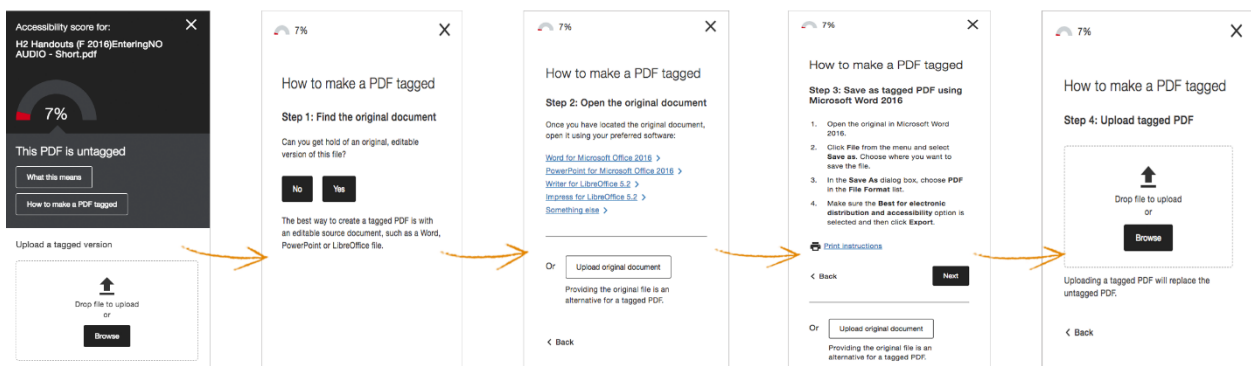 Accessibility score for:
H2 Handouts (F 2016)EnteringNO
AUDIO - Short.pdf
7%
This PDF is untagged
What this means
How to make a PDF tagged
Upload a tagged version
Drop file to upload
or
Browse
7%
How to make a PDF tagged
Step 1: Find the original document
Can you get hold of an original, editable
version of this file?
No
Yes
The best way to create a tagged PDF is with
an editable source document, such as a Word,
PowerPoint or LibreOffice file.
7%
How to make a PDF tagged
Step 2: Open the original document
Once you have located the original document,
open it using your preferred software:
Word for Microsoft Office 2016 >
PowerPoint for Microsoft Office 2016 >
Writer for LibreOffice 5.2 >
Impress for LibreOffice 5.2 >
Something else >
Or
Upload original document
Providing the original file is an
alternative for a tagged PDF.
< Back
7%
How to make a PDF tagged
Step 3: Save as tagged PDF using
Microsoft Word 2016
1. Open the original in Microsoft Word
2016.
2. Click File from the menu and select
Save as. Choose where you want to
save the file.
3. In the Save As dialog box, choose PDF
in the File Format list.
4. Make sure the Best for electronic
distribution and accessibility option is
selected and then click Export.
Print instructions
< Back
Next
Or
Upload original document
Providing the original file is an
alternative for a tagged PDF.
7%
How to make a PDF tagged
Step 4: Upload tagged PDF
Drop file to upload
or
Browse
Uploading a tagged PDF will replace the
untagged PDF.
< Back